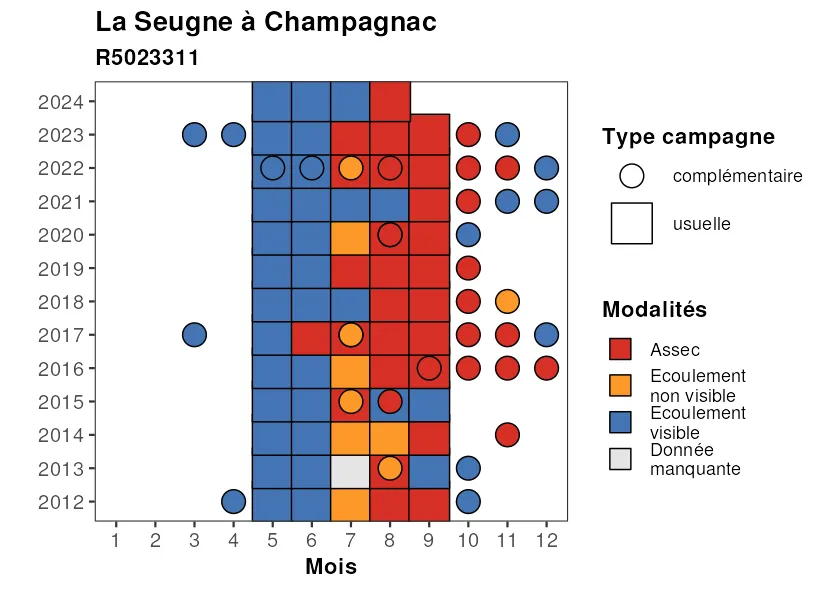 La Seugne à Champagnac
R5023311
2024
2023
2022
2021
2020
2019
2018
2017
2016
2015
2014
2013
2012
1 2 3 4 5 6 7 8 9 10 11 12
Mois
Type campagne
complémentaire
usuelle
Modalités
Assec
Ecoulement
non visible
Ecoulement
visible
Donnée
manquante